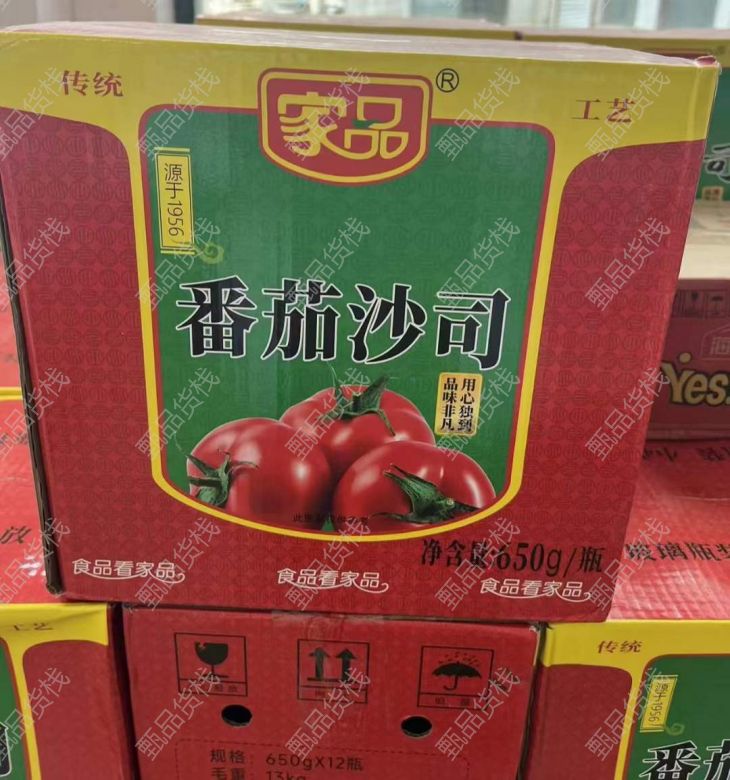 传统
家品®
工艺
源于1956
番茄沙司
用心独到
品味非凡
净含量:650g/瓶
食品看家品
食品看家品
食品看家品
Yes
玻璃瓶装
工艺
传统
源于1956
番茄沙
司
规格:650gX12瓶
毛重:13kg
甄品货栈